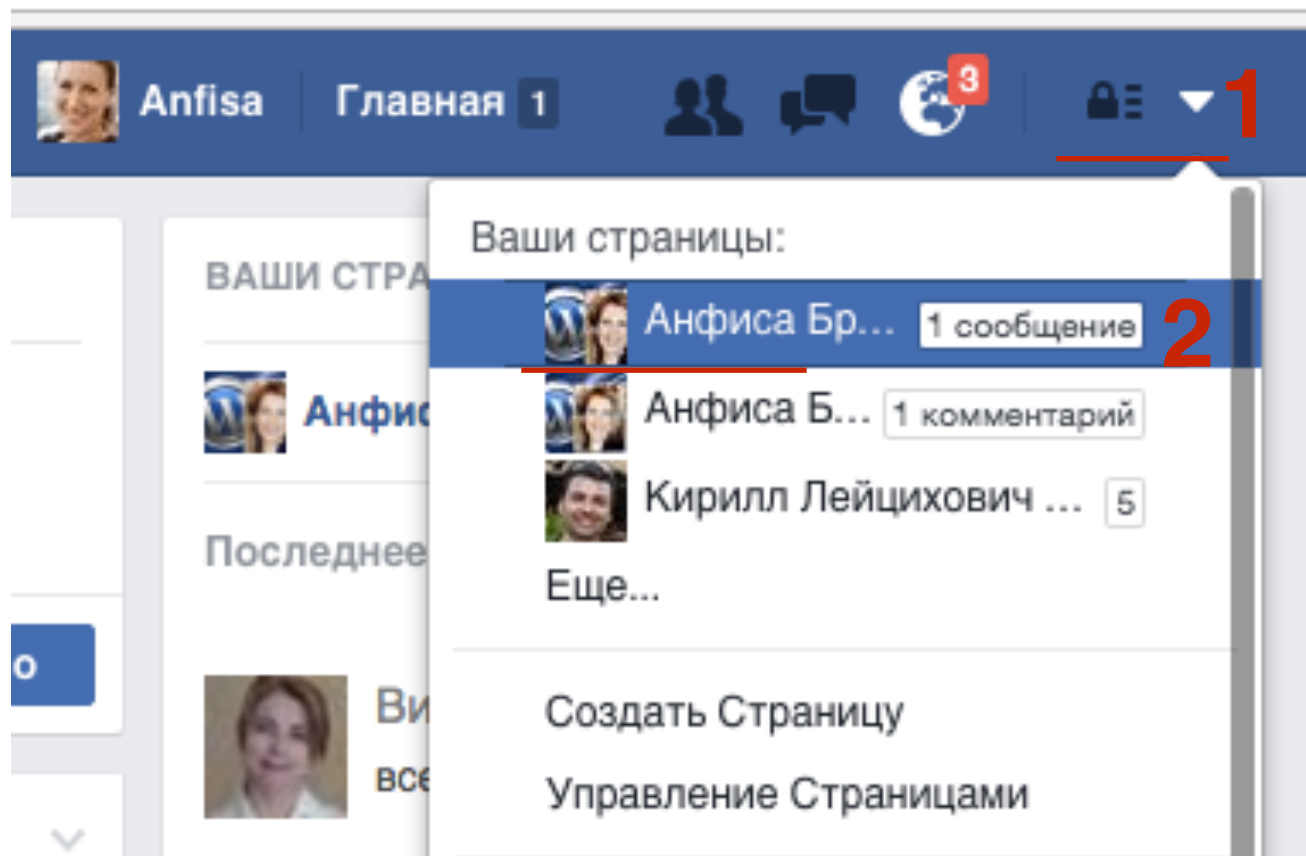 Anfisa Главная 1 3 1
Ваши страницы:
ВАШИ СТРА
Анфиса Бр... 1 сообщение 2
Анфис
Анфиса Б... 1 комментарий
Кирилл Лейцихович ... 5
Последнее
Еще...
о
Ви
Создать Страницу
все
Управление Страницами